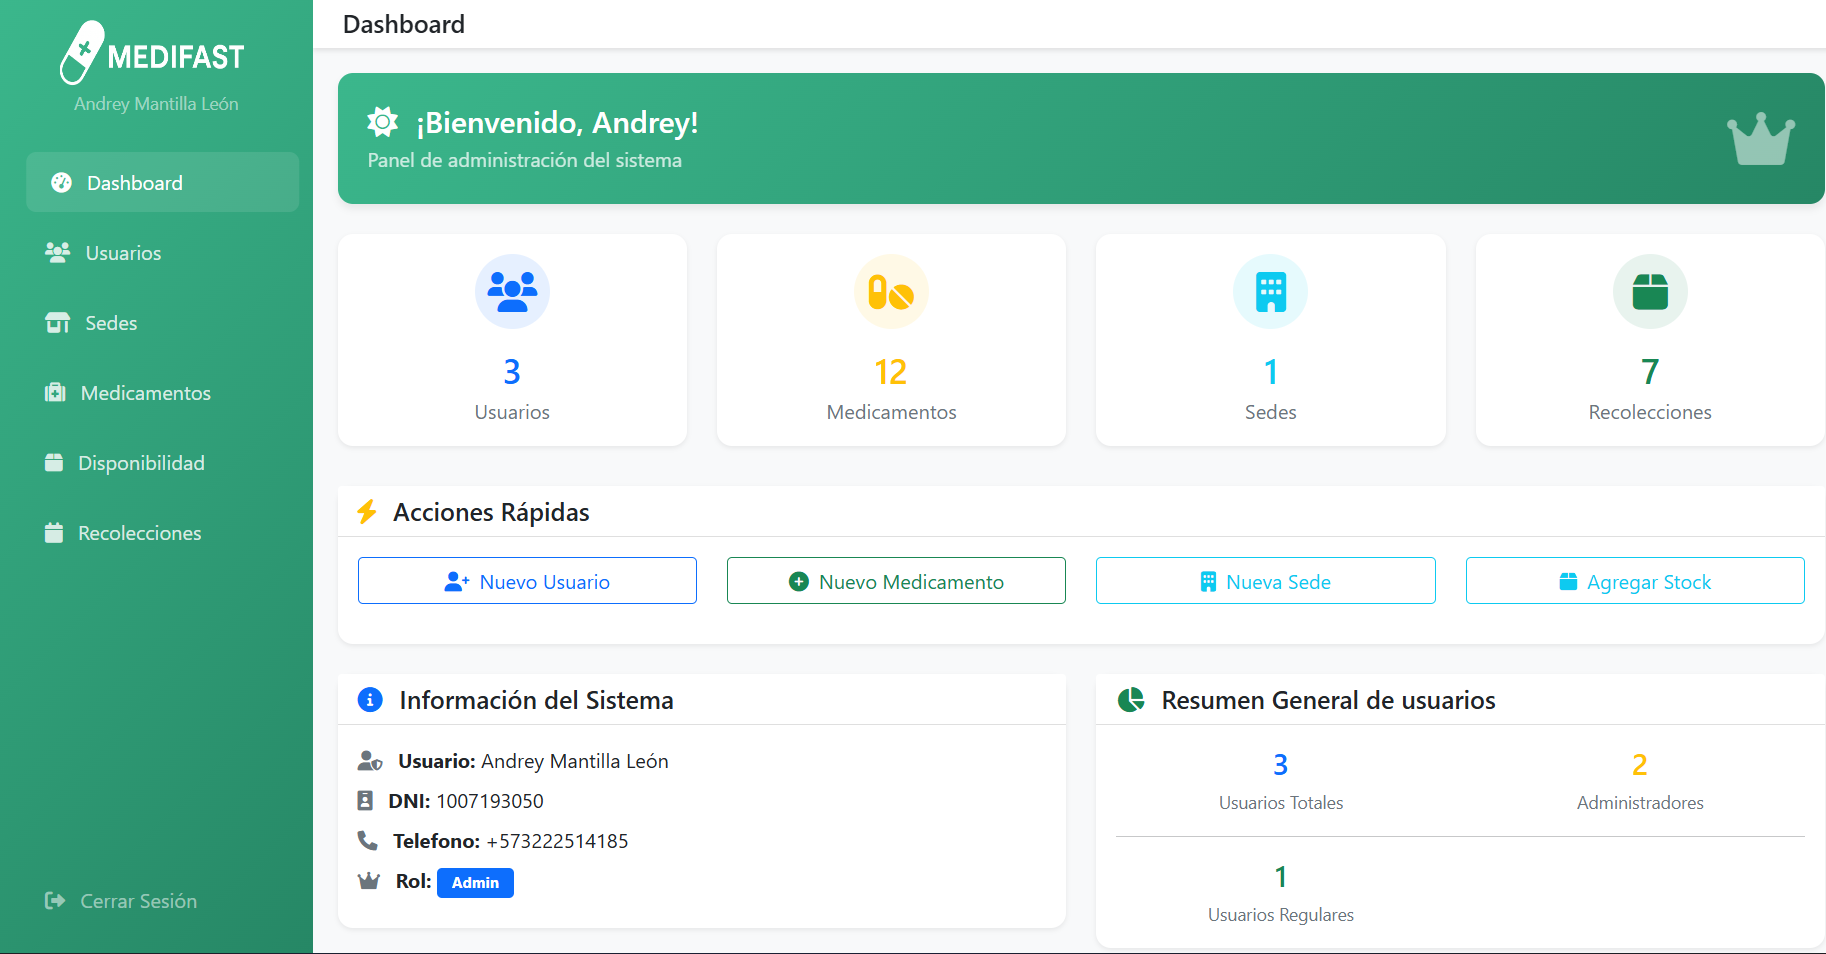 MEDIFAST
Andrey Mantilla León
Dashboard
Usuarios
Sedes
Medicamentos
Disponibilidad
Recolecciones
Cerrar Sesión
Dashboard
¡Bienvenido, Andrey!
Panel de administración del sistema
3
Usuarios
12
Medicamentos
1
Sedes
7
Recolecciones
Acciones Rápidas
Nuevo Usuario
Nuevo Medicamento
Nueva Sede
Agregar Stock
Información del Sistema
Usuario: Andrey Mantilla León
DNI: 1007193050
Telefono: +573222514185
Rol: Admin
Resumen General de usuarios
3
Usuarios Totales
2
Administradores
1
Usuarios Regulares